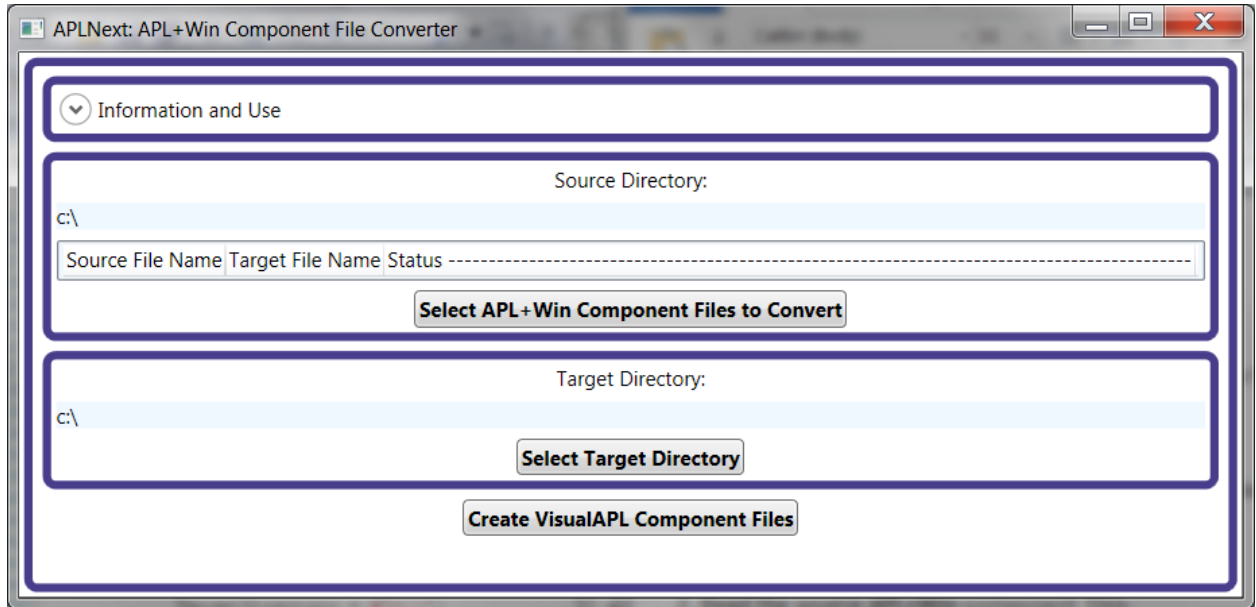 APLNext: APL+Win Component File Converter
Information and Use
Source Directory:
c:\
Source File Name Target File Name Status --------------------------------------------------------------------------------------------
Select APL+Win Component Files to Convert
Target Directory:
c:\
Select Target Directory
Create VisualAPL Component Files